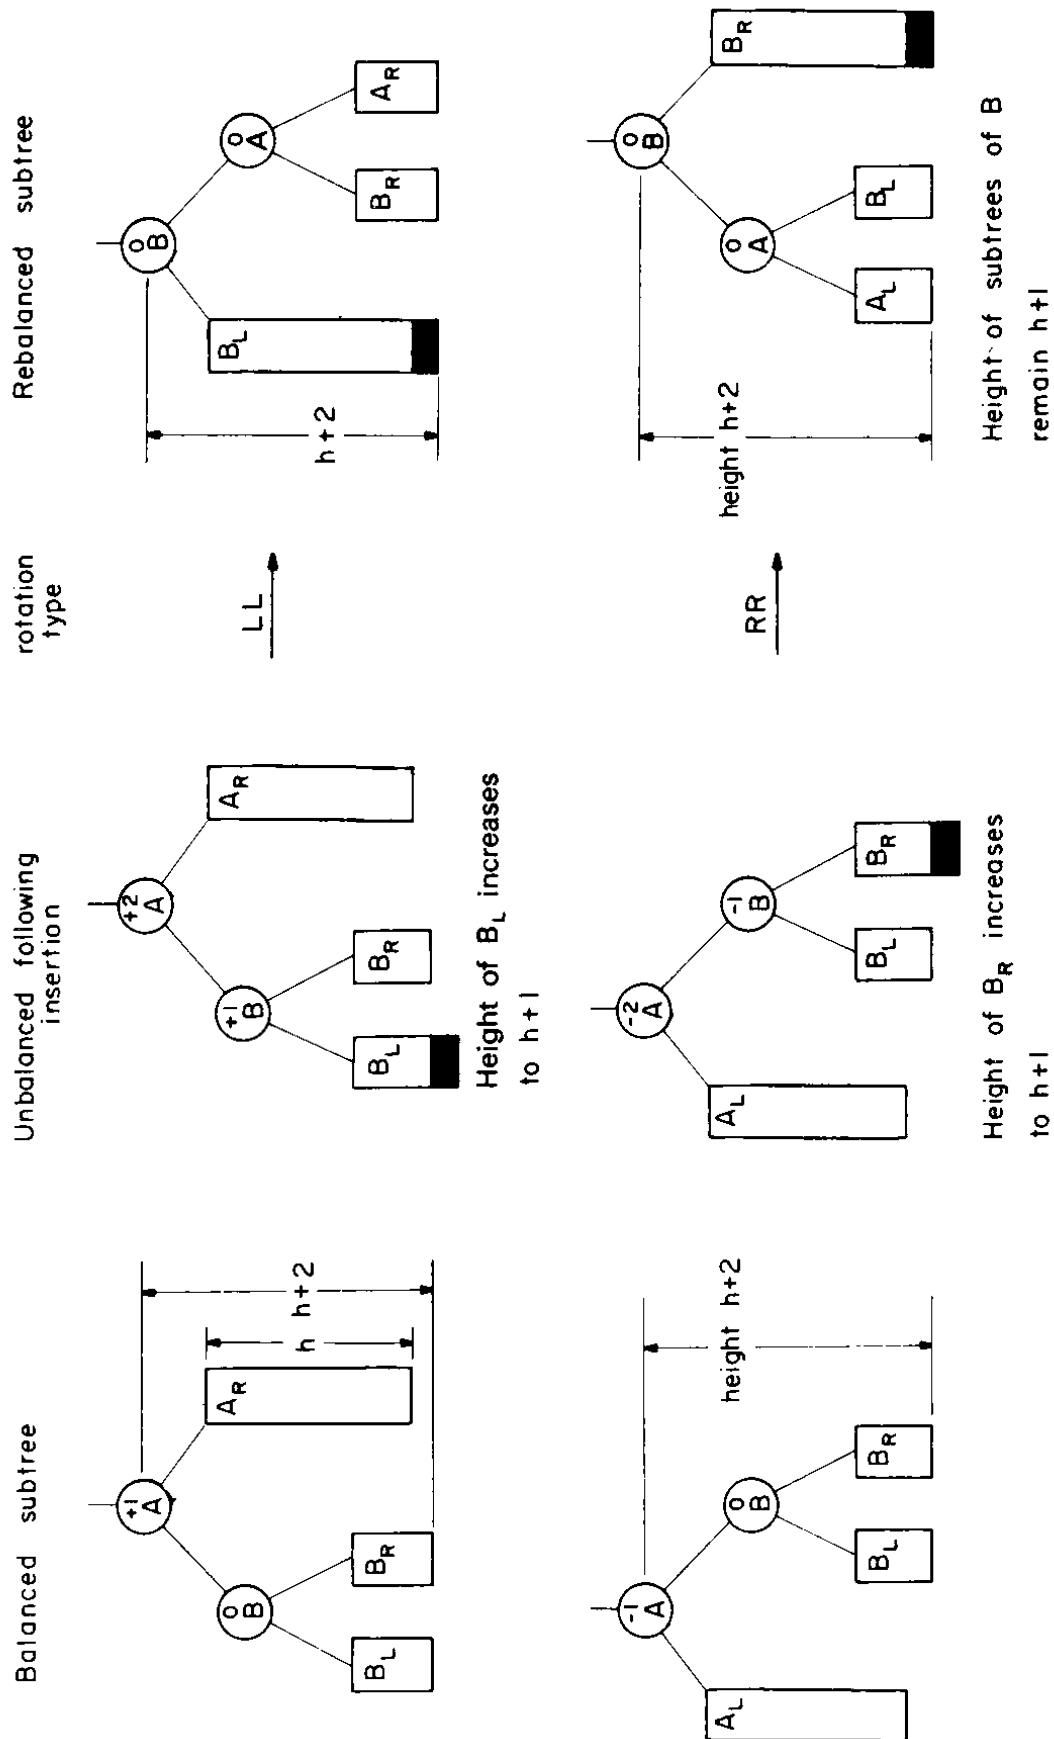 Balanced subtree
Unbalanced following
insertion
rotation
type
Rebalanced subtree
+1
A
0
B
B_L
B_R
A_R
h
h+2
+2
A
+1
B
B_L
B_R
A_R
Height of B_L increases
to h+1
LL
h+2
0
B
B_L
0
A
B_R
A_R
-1
A
A_L
0
B
B_L
B_R
height h+2
-2
A
A_L
-1
B
B_L
B_R
Height of B_R increases
to h+1
RR
height h+2
0
B
0
A
A_L
B_L
B_R
Height of subtrees of B
remain h+1